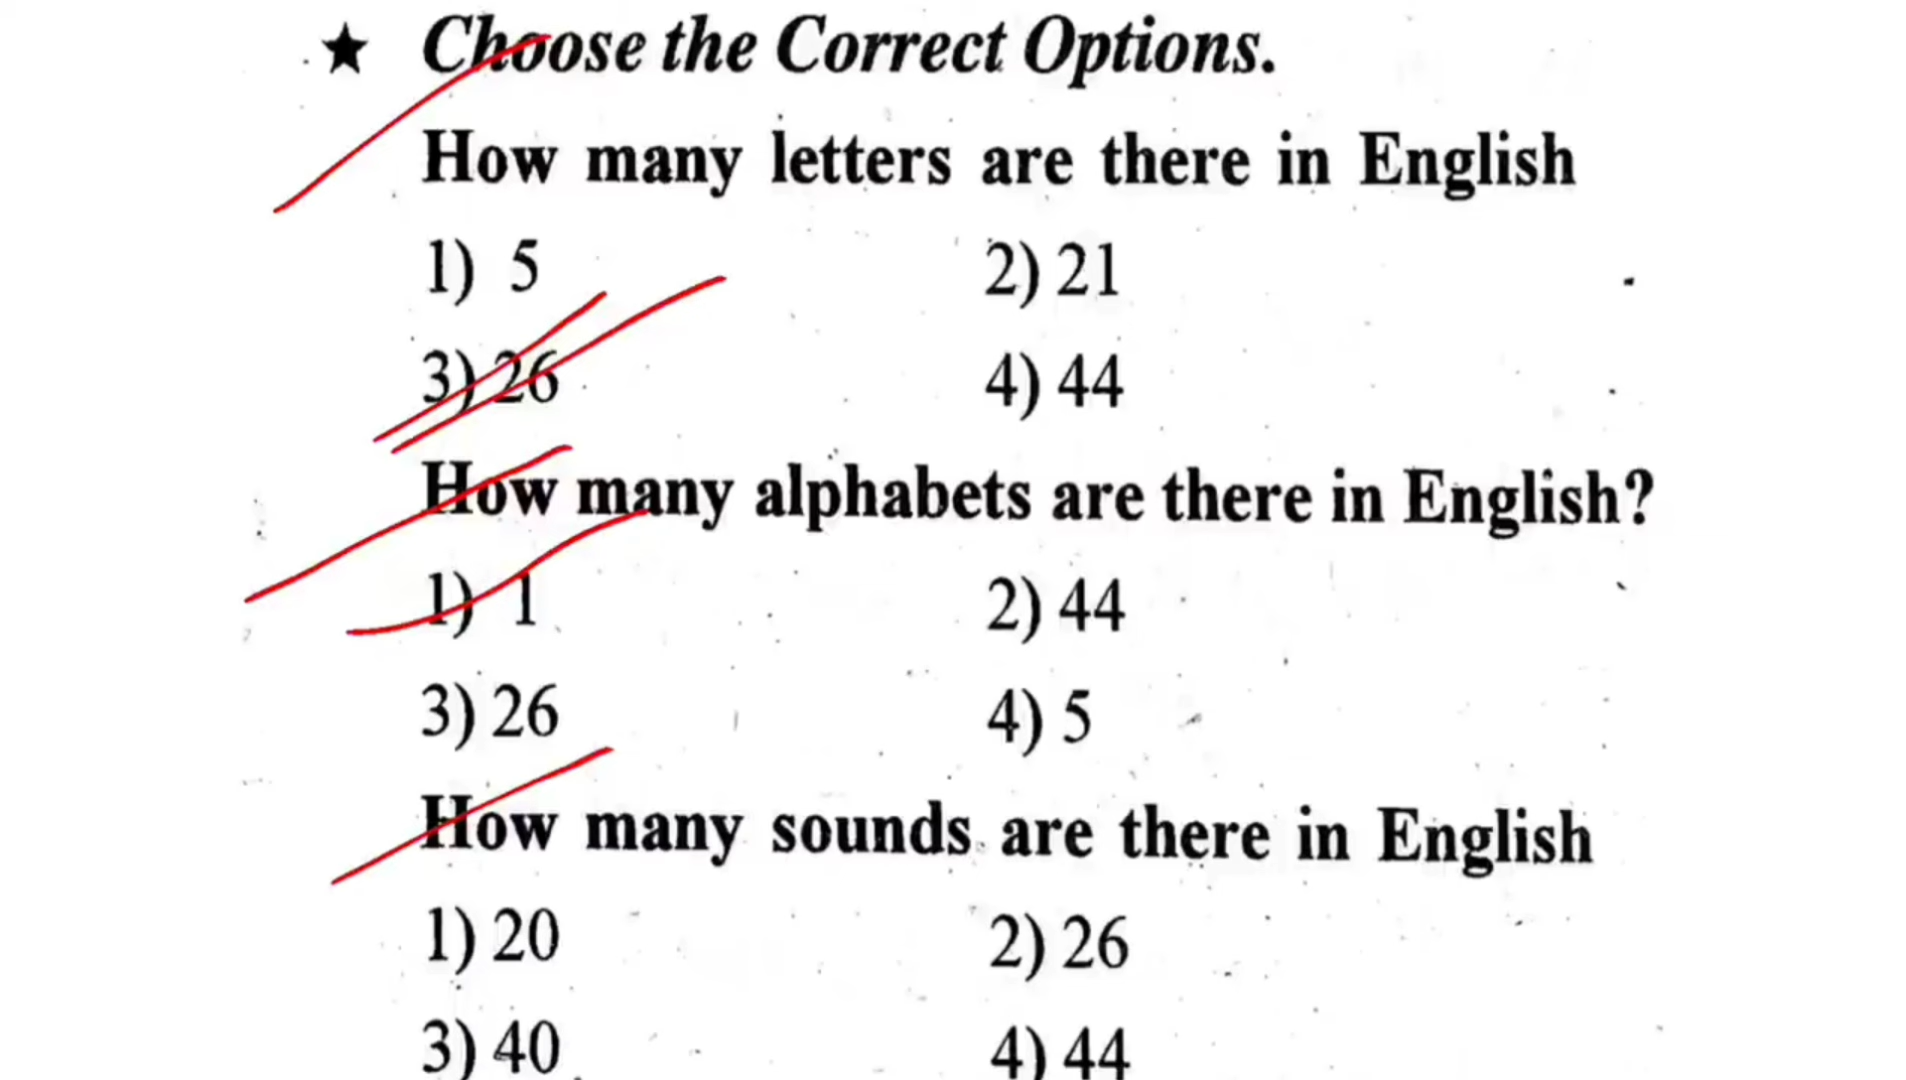 ★ Choose the Correct Options.
How many letters are there in English
1) 5 2) 21
3) 26 4) 44
How many alphabets are there in English?
1) 1 2) 44
3) 26 4) 5
How many sounds are there in English
1) 20 2) 26
3) 40 4) 44